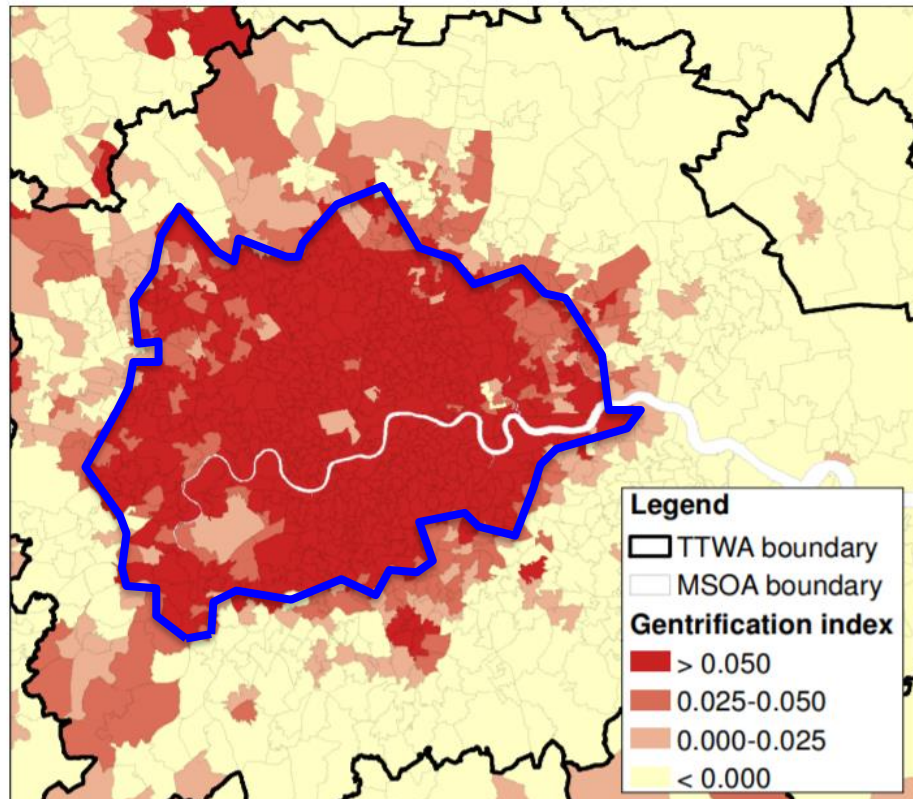 Legend
TTWA boundary
MSOA boundary
Gentrification index
> 0.050
0.025-0.050
0.000-0.025
< 0.000